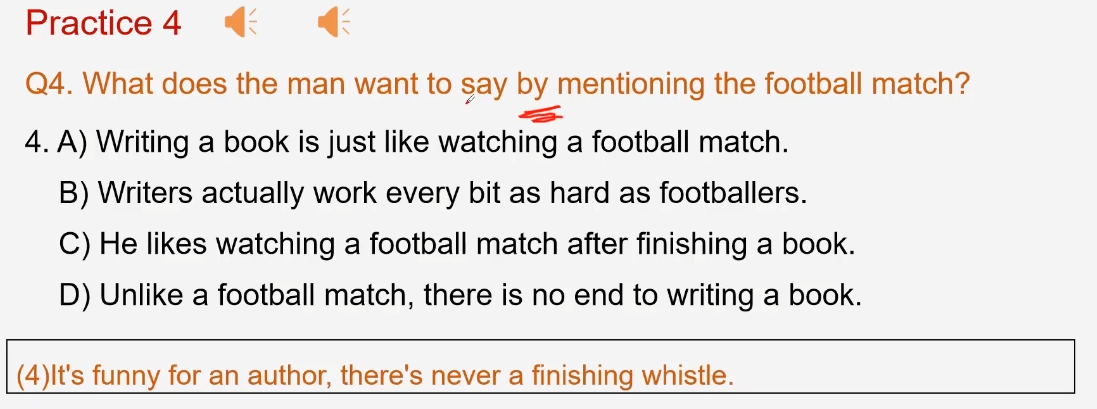 Practice 4
Q4. What does the man want to say by mentioning the football match?
4. A) Writing a book is just like watching a football match.
B) Writers actually work every bit as hard as footballers.
C) He likes watching a football match after finishing a book.
D) Unlike a football match, there is no end to writing a book.
(4)It's funny for an author, there's never a finishing whistle.